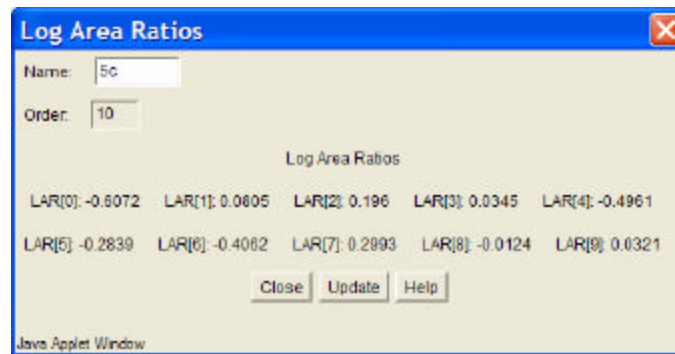 Log Area Ratios
Name: 5c
Order: 10
Log Area Ratios
LAR[0]: -0.6072 LAR[1]: 0.0805 LAR[2]: 0.196 LAR[3]: 0.0345 LAR[4]: -0.4961
LAR[5]: -0.2839 LAR[6]: -0.4062 LAR[7]: 0.2993 LAR[8]: -0.0124 LAR[9]: 0.0321
Close Update Help
Java Applet Window